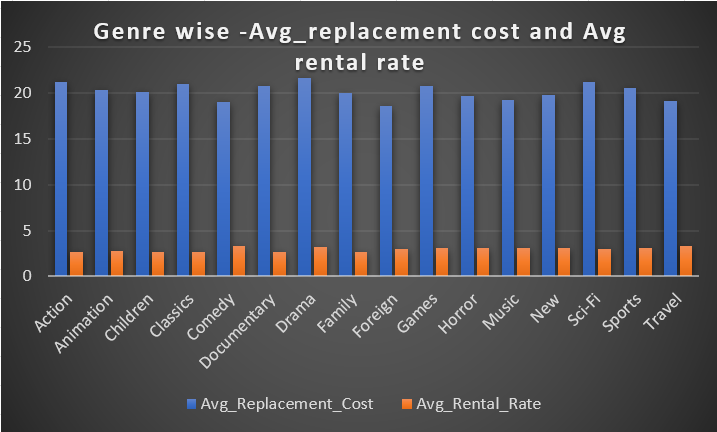 Genre wise -Avg_replacement cost and Avg
rental rate
25
20
15
10
5
0
Action
Animation
Children
Classics
Comedy
Documentary
Drama
Family
Foreign
Games
Horror
Music
New
Sci-Fi
Sports
Travel
Avg_Replacement_Cost
Avg_Rental_Rate